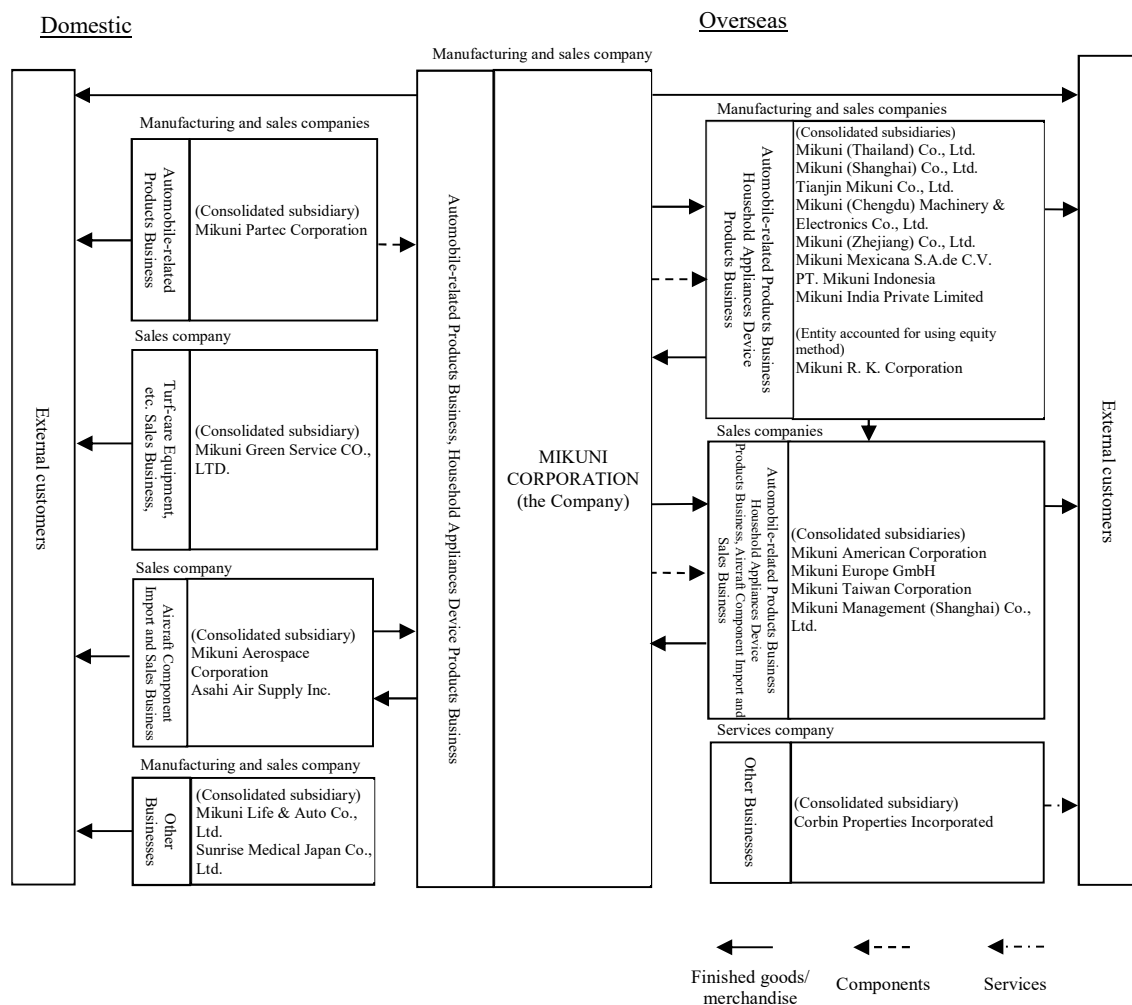 Domestic
Overseas
Manufacturing and sales company
External customers
Manufacturing and sales companies
Automobile-related
Products Business
(Consolidated subsidiary)
Mikuni Partec Corporation
Sales company
Turf-care Equipment,
etc. Sales Business,
(Consolidated subsidiary)
Mikuni Green Service CO.,
LTD.
Sales company
Aircraft Component
Import and Sales Business
(Consolidated subsidiary)
Mikuni Aerospace
Corporation
Asahi Air Supply Inc.
Manufacturing and sales company
Other
Businesses
(Consolidated subsidiary)
Mikuni Life & Auto Co.,
Ltd.
Sunrise Medical Japan Co.,
Ltd.
Automobile-related Products Business, Household Appliances Device Products Business
MIKUNI
CORPORATION
(the Company)
Manufacturing and sales companies
Automobile-related Products Business
Household Appliances Device
Products Business
(Consolidated subsidiaries)
Mikuni (Thailand) Co., Ltd.
Mikuni (Shanghai) Co., Ltd.
Tianjin Mikuni Co., Ltd.
Mikuni (Chengdu) Machinery &
Electronics Co., Ltd.
Mikuni (Zhejiang) Co., Ltd.
Mikuni Mexicana S.A.de C.V.
PT. Mikuni Indonesia
Mikuni India Private Limited
(Entity accounted for using equity
method)
Mikuni R. K. Corporation
Sales companies
Automobile-related Products Business
Household Appliances Device
Products Business, Aircraft Component Import and
Sales Business
(Consolidated subsidiaries)
Mikuni American Corporation
Mikuni Europe GmbH
Mikuni Taiwan Corporation
Mikuni Management (Shanghai) Co.,
Ltd.
Services company
Other Businesses
(Consolidated subsidiary)
Corbin Properties Incorporated
External customers
Finished goods/
merchandise
Components
Services